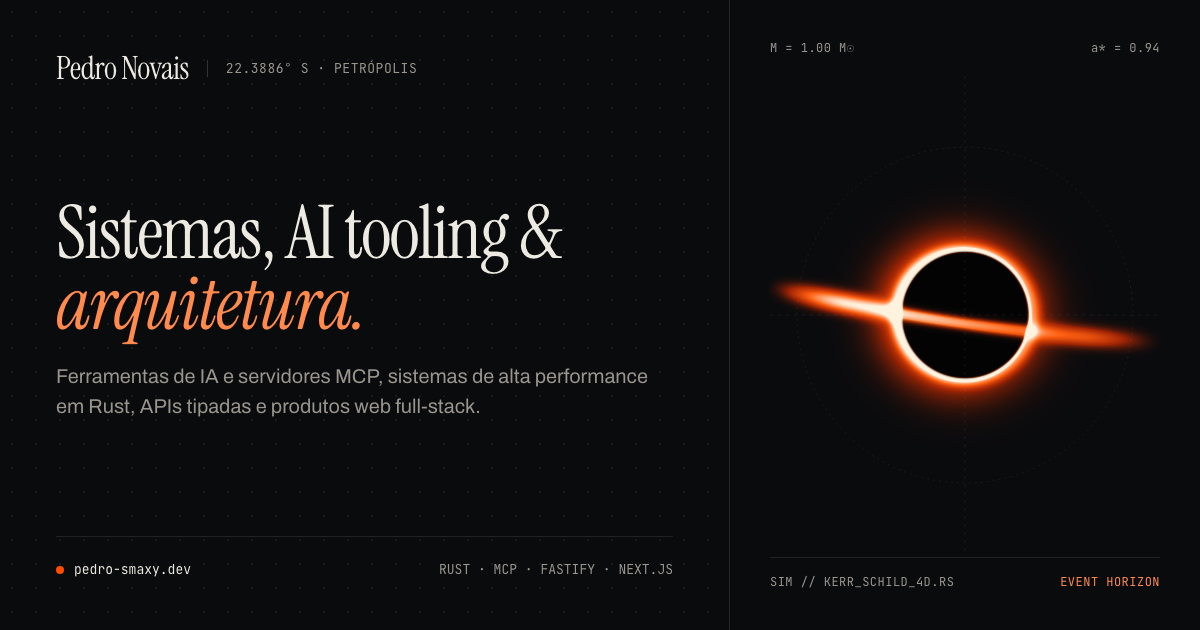 Pedro Novais
22.3886° S · PETRÓPOLIS
Sistemas, AI tooling &
arquitetura.
Ferramentas de IA e servidores MCP, sistemas de alta performance
em Rust, APIs tipadas e produtos web full-stack.
pedro-smaxy.dev
RUST · MCP · FASTIFY · NEXT.JS
M = 1.00 M☉
a* = 0.94
SIM // KERR_SCHILD_4D.RS
EVENT HORIZON